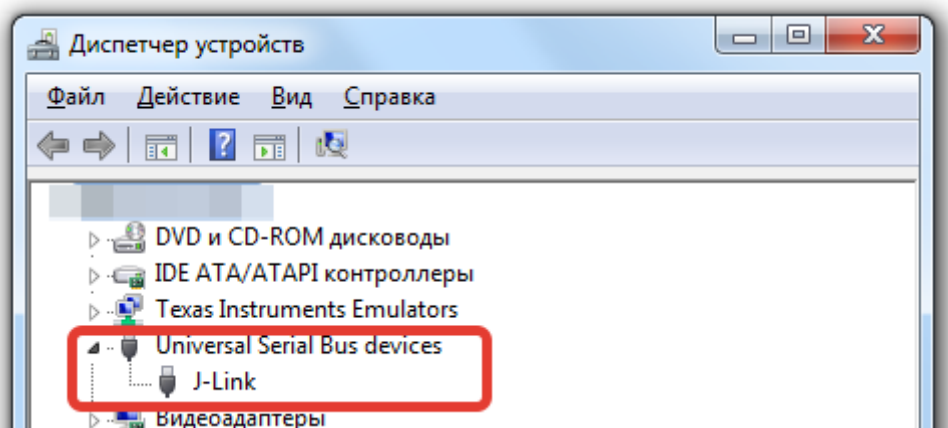 Диспетчер устройств
Файл Действие Вид Справка
DVD и CD-ROM дисководы
IDE ATA/ATAPI контроллеры
Texas Instruments Emulators
Universal Serial Bus devices
J-Link
Видеоадаптеры